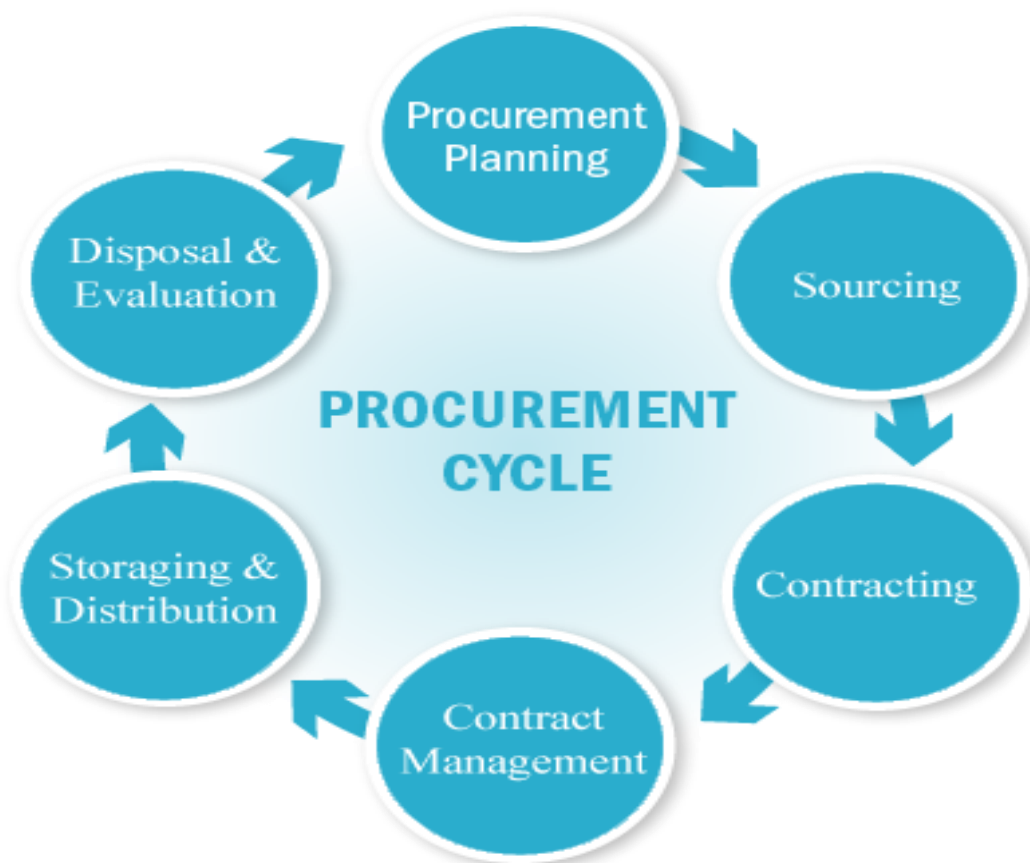 Procurement
Planning
Sourcing
Contracting
Contract
Management
Storaging &
Distribution
Disposal &
Evaluation
PROCUREMENT
CYCLE